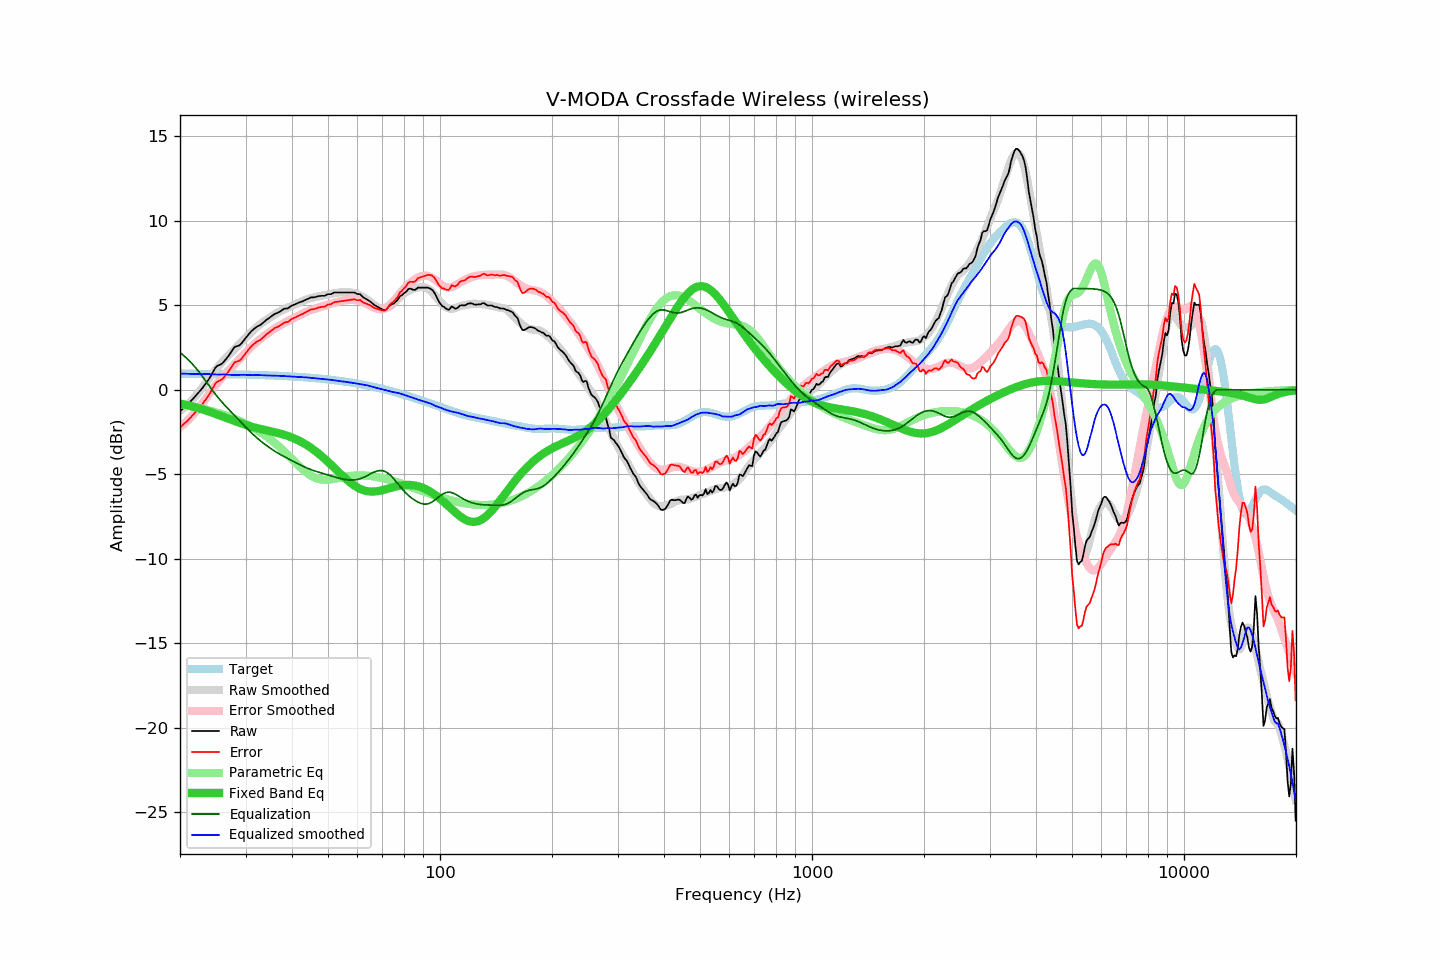 V-MODA Crossfade Wireless (wireless)
15
10
5
0
−5
−10
−15
−20
−25
Amplitude (dBr)
Target
Raw Smoothed
Error Smoothed
Raw
Error
Parametric Eq
Fixed Band Eq
Equalization
Equalized smoothed
100 1000 10000
Frequency (Hz)